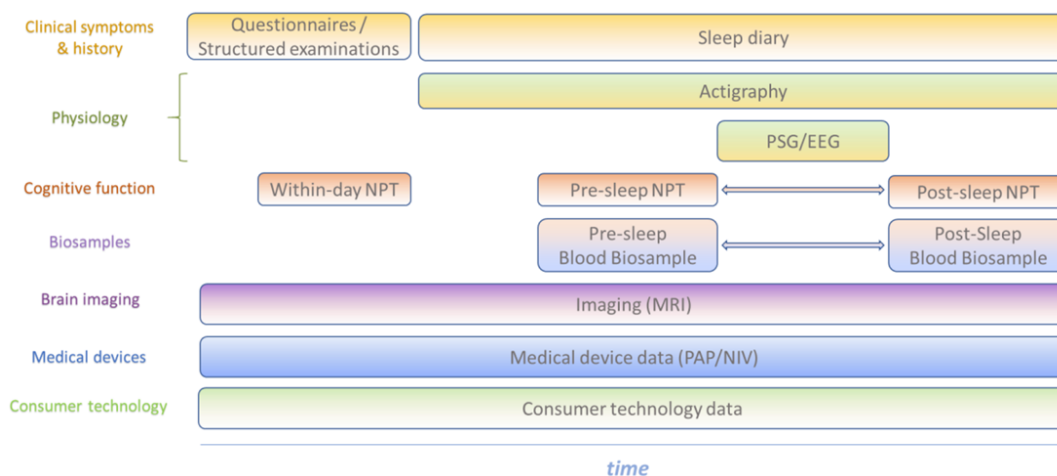 Clinical symptoms
& history
Questionnaires /
Structured examinations
Sleep diary
Physiology
Actigraphy
PSG/EEG
Cognitive function
Within-day NPT
Pre-sleep NPT
Post-sleep NPT
Biosamples
Pre-sleep
Blood Biosample
Post-Sleep
Blood Biosample
Brain imaging
Imaging (MRI)
Medical devices
Medical device data (PAP/NIV)
Consumer technology
Consumer technology data
time